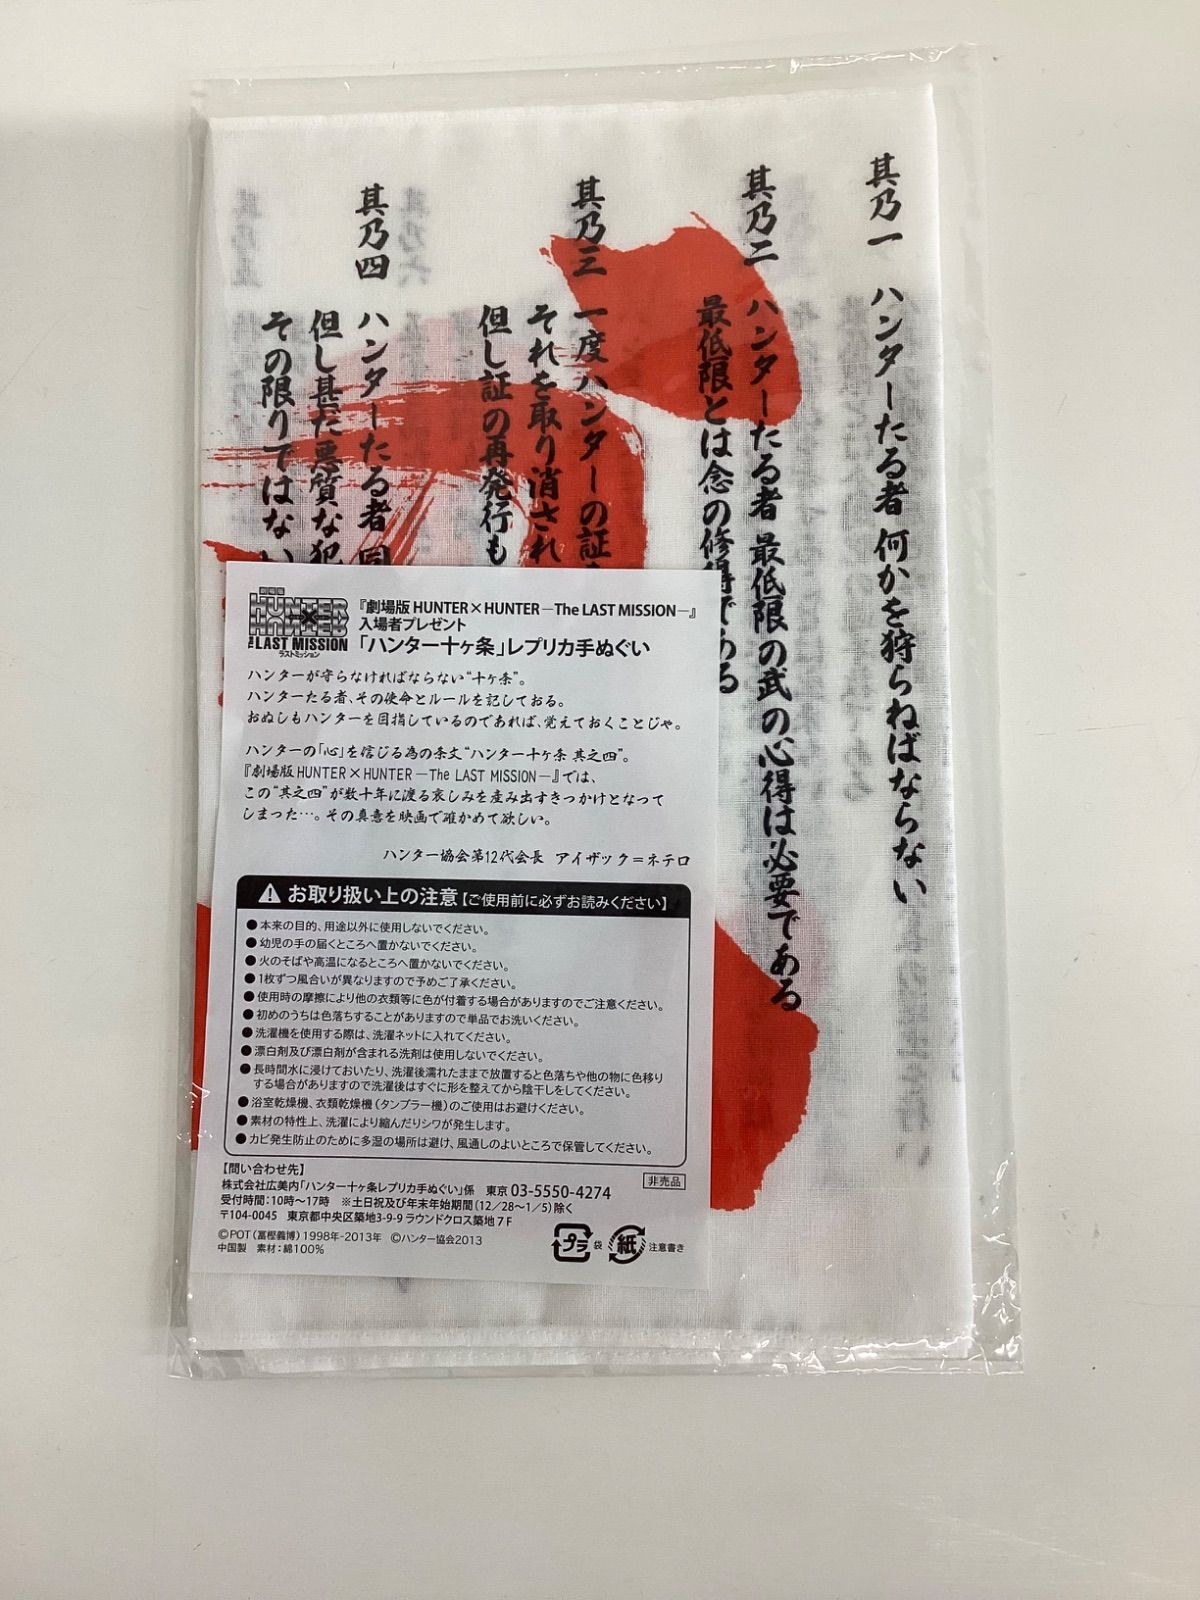 其乃一 ハンターたる者 何かを狩らねばならない
其乃二 ハンターたる者 最低限の武の心得は必要である
最低限とは念の修得である
其乃三 一度ハンターの証
それを取り消され
但し証の再発行も
其乃四 ハンターたる者 同
但し甚だ悪質な犯
その限りではない
劇場版
HUNTER×HUNTER
THE LAST MISSION
ラストミッション
『劇場版 HUNTER×HUNTER－The LAST MISSION－』
入場者プレゼント
「ハンター十ヶ条」レプリカ手ぬぐい
ハンターが守らなければならない“十ヶ条”。
ハンターたる者、その使命とルールを記しておる。
おぬしもハンターを目指しているのであれば、覚えておくことじゃ。
ハンターの「心」を信じる為の条文“ハンター十ヶ条 其之四”。
『劇場版 HUNTER×HUNTER－The LAST MISSION－』では、
この“其之四”が数十年に渡る哀しみを産み出すきっかけとなって
しまった…。その真意を映画で確かめて欲しい。
ハンター協会第12代会長 アイザック＝ネテロ
お取り扱い上の注意【ご使用前に必ずお読みください】
●本来の目的、用途以外に使用しないでください。
●幼児の手の届くところへ置かないでください。
●火のそばや高温になるところへ置かないでください。
●1枚ずつ風合いが異なりますので予めご了承ください。
●使用時の摩擦により他の衣類等に色が付着する場合がありますのでご注意ください。
●初めのうちは色落ちすることがありますので単品でお洗いください。
●洗濯機を使用する際は、洗濯ネットに入れてください。
●漂白剤及び漂白剤が含まれる洗剤は使用しないでください。
●長時間水に浸けておいたり、洗濯後濡れたままで放置すると色落ちや他の物に色移り
する場合がありますので洗濯後はすぐに形を整えてから陰干しをしてください。
●浴室乾燥機、衣類乾燥機（タンブラー機）のご使用はお避けください。
●素材の特性上、洗濯により縮んだりシワが発生します。
●カビ発生防止のために多湿の場所は避け、風通しのよいところで保管してください。
【問い合わせ先】
株式会社広美内「ハンター十ヶ条レプリカ手ぬぐい」係 東京 03-5550-4274
非売品
受付時間：10時～17時 ※土日祝及び年末年始期間（12/28～1/5）除く
〒104-0045 東京都中央区築地3-9-9 ラウンドクロス築地7F
©POT（冨樫義博）1998年-2013年 ©ハンター協会2013
中国製 素材：綿100%
プラ 袋 紙 注意書き